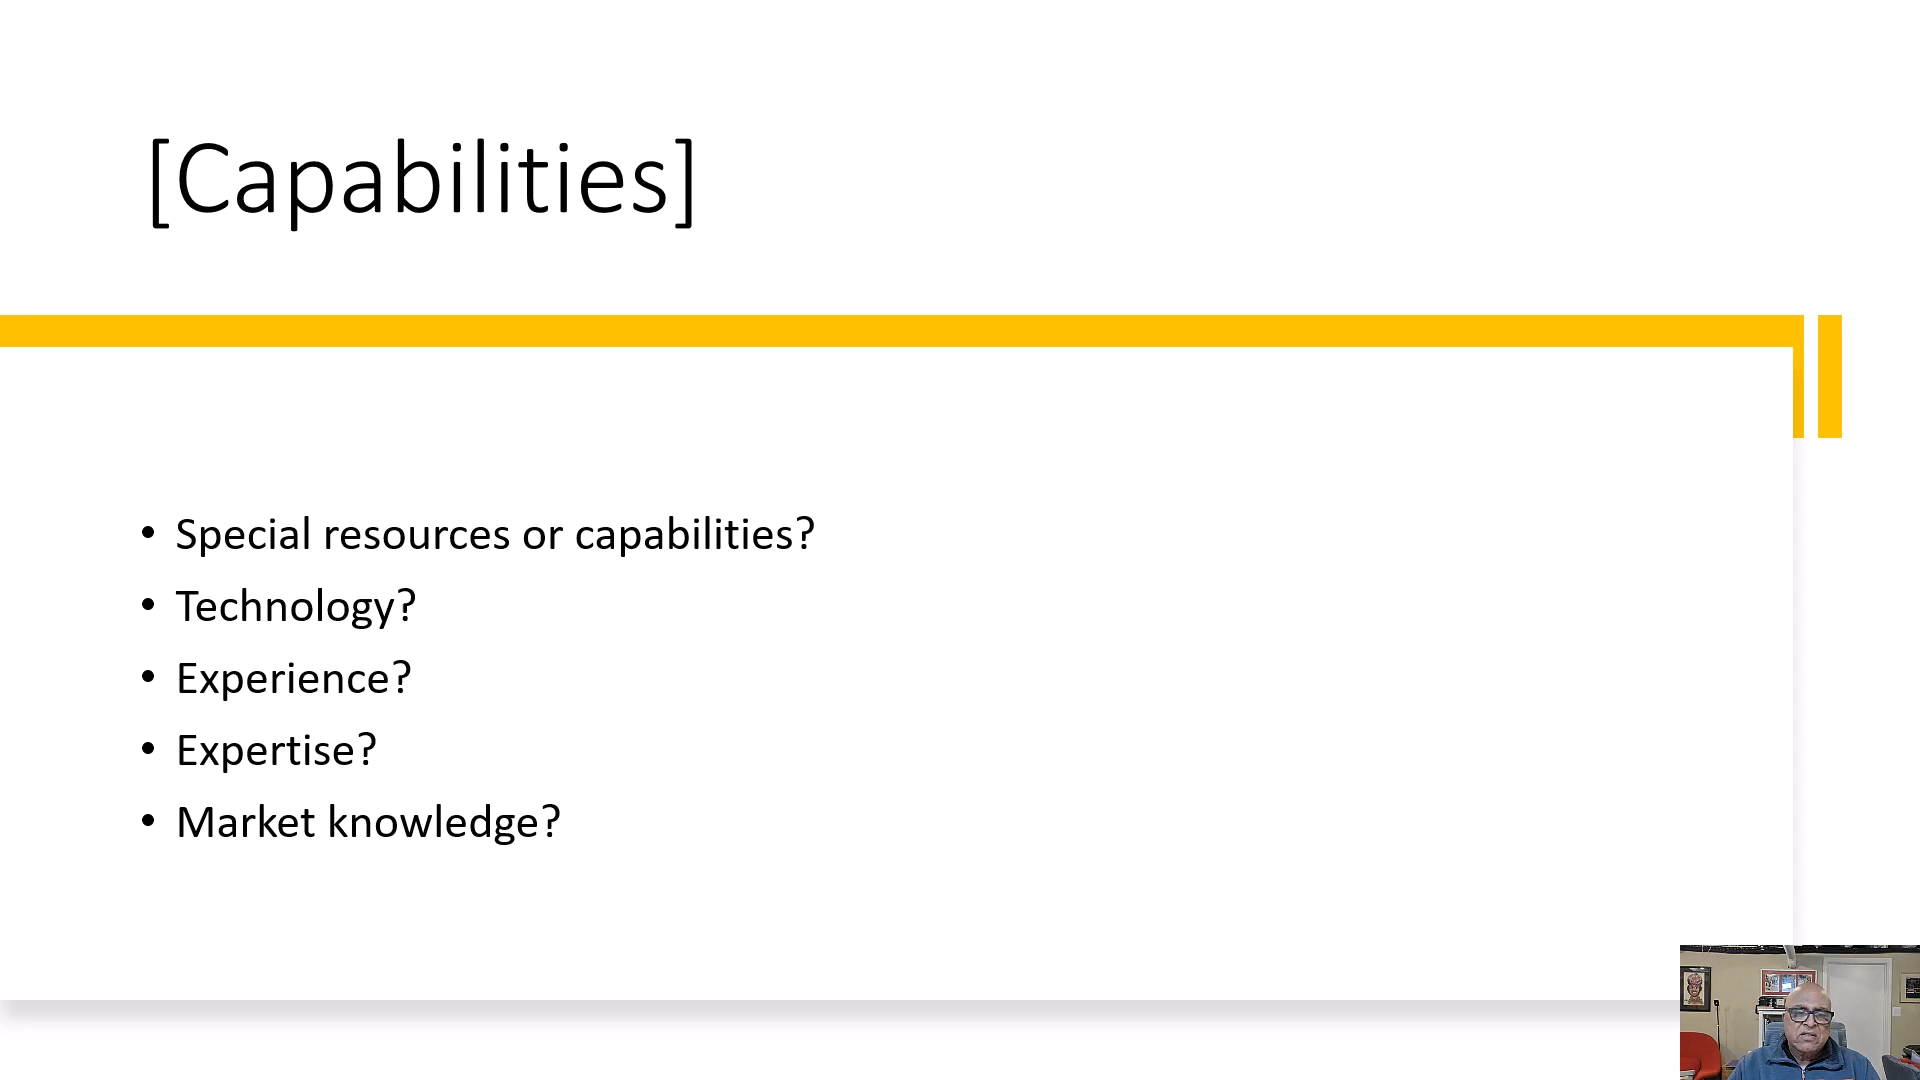 [Capabilities]
• Special resources or capabilities?
• Technology?
• Experience?
• Expertise?
• Market knowledge?